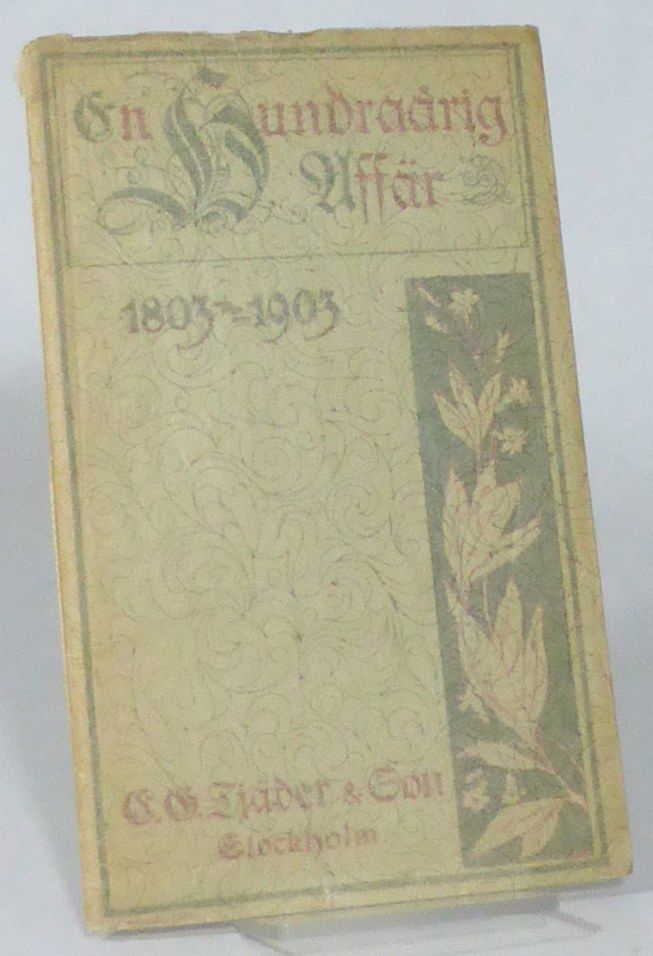 En Hundraårig
Affär
1803-1903
C. G. Tjäder & Son
Stockholm